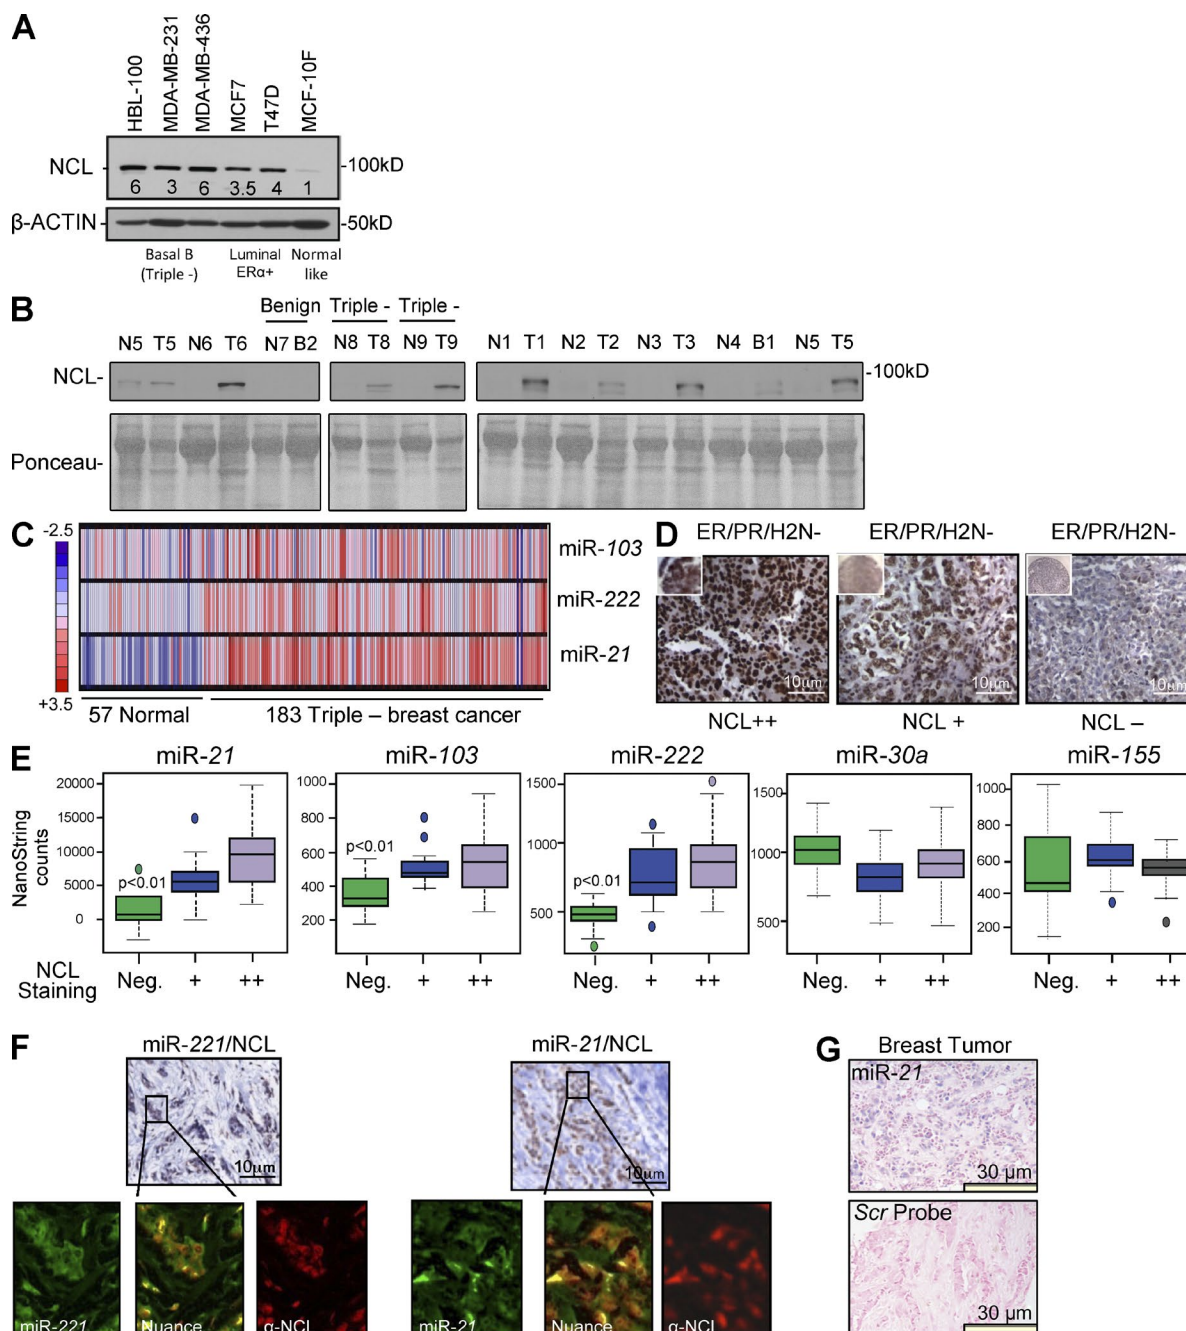 A
HBL-100
MDA-MB-231
MDA-MB-436
MCF7
T47D
MCF-10F
NCL
-100kD
6 3 6 3.5 4 1
β-ACTIN
-50kD
Basal B
(Triple -)
Luminal
ERα+
Normal
like
B
Benign
Triple -
Triple -
N5 T5 N6 T6 N7 B2 N8 T8 N9 T9 N1 T1 N2 T2 N3 T3 N4 B1 N5 T5
NCL-
-100kD
Ponceau-
C
-2.5
+3.5
miR-103
miR-222
miR-21
57 Normal
183 Triple – breast cancer
D
ER/PR/H2N-
ER/PR/H2N-
ER/PR/H2N-
10μm
10μm
10μm
NCL++
NCL +
NCL –
E
miR-21
miR-103
miR-222
miR-30a
miR-155
NanoString
counts
20000
15000
10000
5000
0
p<0.01
1000
800
600
400
200
p<0.01
1500
1000
500
p<0.01
1500
1000
500
1000
800
600
400
200
NCL
Staining
Neg. + ++
Neg. + ++
Neg. + ++
Neg. + ++
Neg. + ++
F
miR-221/NCL
10μm
miR-221
Nuance
α-NCL
miR-21/NCL
10μm
miR-21
Nuance
α-NCL
G
Breast Tumor
miR-21
30 μm
Scr Probe
30 μm